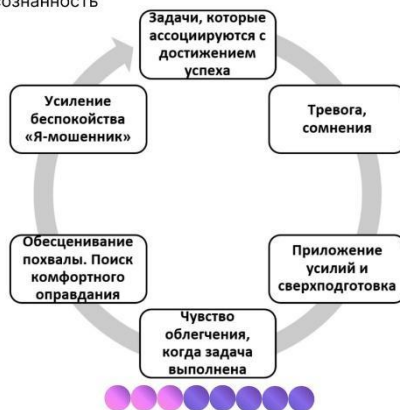 Задачи, которые
ассоциируются с
достижением
успеха
Тревога,
сомнения
Приложение
усилий и
сверхподготовка
Чувство
облегчения,
когда задача
выполнена
Обесценивание
похвалы. Поиск
комфортного
оправдания
Усиление
беспокойства
«Я-мошенник»